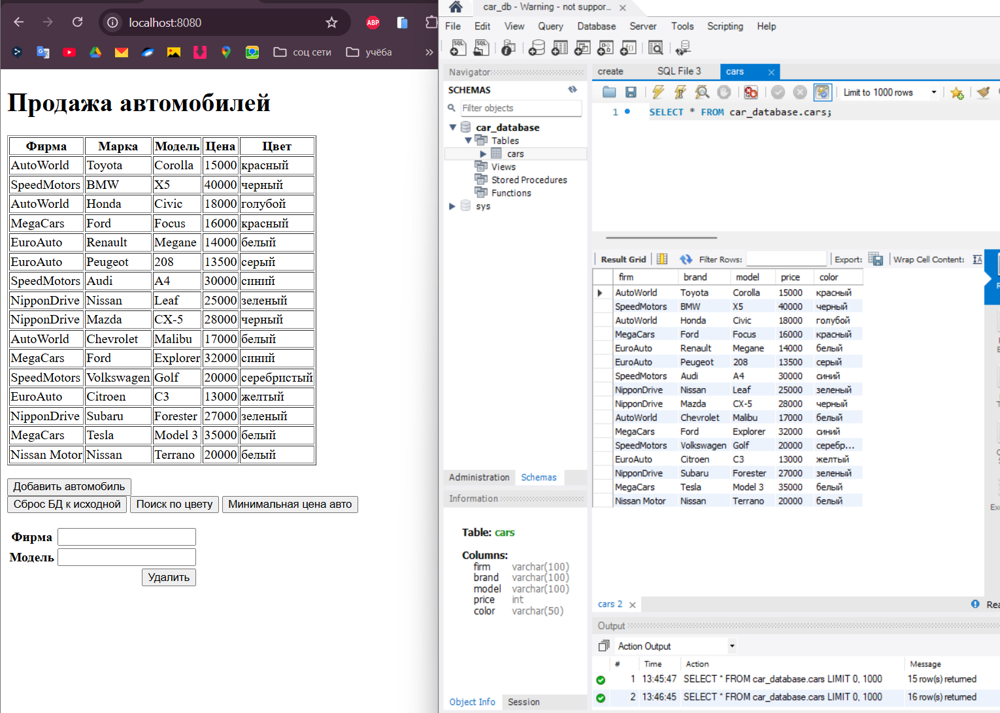 localhost:8080
ABP
соц сети
учёба
»
Продажа автомобилей
Фирма Марка Модель Цена Цвет
AutoWorld Toyota Corolla 15000 красный
SpeedMotors BMW X5 40000 черный
AutoWorld Honda Civic 18000 голубой
MegaCars Ford Focus 16000 красный
EuroAuto Renault Megane 14000 белый
EuroAuto Peugeot 208 13500 серый
SpeedMotors Audi A4 30000 синий
NipponDrive Nissan Leaf 25000 зеленый
NipponDrive Mazda CX-5 28000 черный
AutoWorld Chevrolet Malibu 17000 белый
MegaCars Ford Explorer 32000 синий
SpeedMotors Volkswagen Golf 20000 серебристый
EuroAuto Citroen C3 13000 желтый
NipponDrive Subaru Forester 27000 зеленый
MegaCars Tesla Model 3 35000 белый
Nissan Motor Nissan Terrano 20000 белый
Добавить автомобиль
Сброс БД к исходной Поиск по цвету Минимальная цена авто
Фирма
Модель
Удалить
car_db - Warning - not suppor...
File Edit View Query Database Server Tools Scripting Help
Navigator
SCHEMAS
Filter objects
car_database
Tables
cars
Views
Stored Procedures
Functions
sys
Administration Schemas
Information
Table: cars
Columns:
firm varchar(100)
brand varchar(100)
model varchar(100)
price int
color varchar(50)
Object Info Session
create SQL File 3 cars
Limit to 1000 rows
1 SELECT * FROM car_database.cars;
Result Grid Filter Rows: Export: Wrap Cell Content:
firm brand model price color
AutoWorld Toyota Corolla 15000 красный
SpeedMotors BMW X5 40000 черный
AutoWorld Honda Civic 18000 голубой
MegaCars Ford Focus 16000 красный
EuroAuto Renault Megane 14000 белый
EuroAuto Peugeot 208 13500 серый
SpeedMotors Audi A4 30000 синий
NipponDrive Nissan Leaf 25000 зеленый
NipponDrive Mazda CX-5 28000 черный
AutoWorld Chevrolet Malibu 17000 белый
MegaCars Ford Explorer 32000 синий
SpeedMotors Volkswagen Golf 20000 серебр...
EuroAuto Citroen C3 13000 желтый
NipponDrive Subaru Forester 27000 зеленый
MegaCars Tesla Model 3 35000 белый
Nissan Motor Nissan Terrano 20000 белый
cars 2
Output
Action Output
# Time Action Message
1 13:45:47 SELECT * FROM car_database.cars LIMIT 0, 1000 15 row(s) returned
2 13:46:45 SELECT * FROM car_database.cars LIMIT 0, 1000 16 row(s) returned